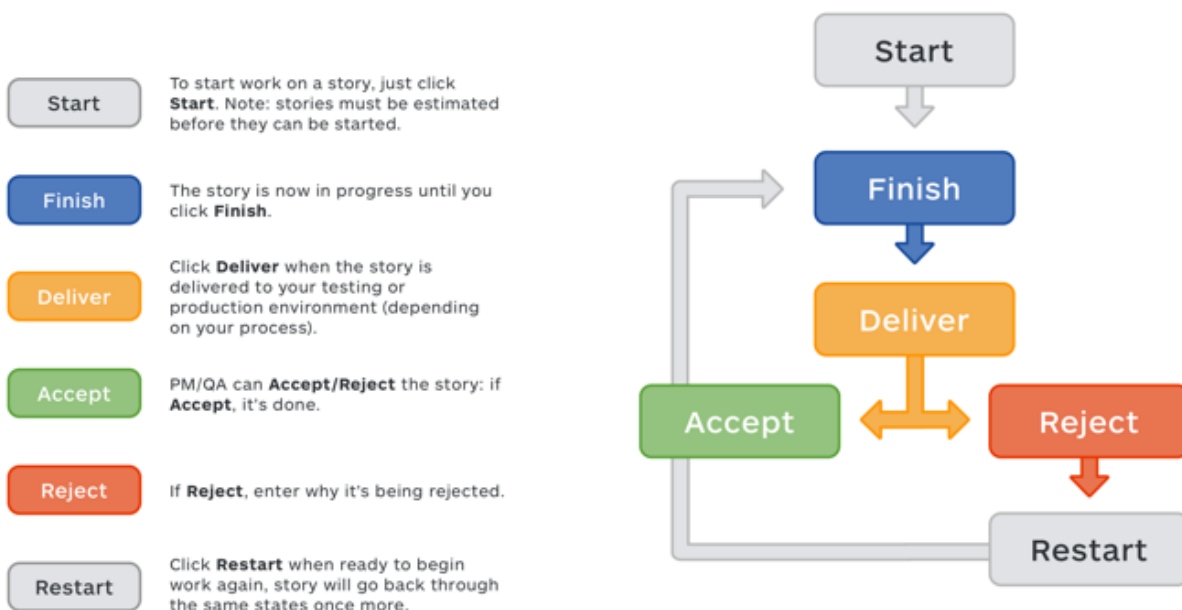 Start
To start work on a story, just click
Start. Note: stories must be estimated
before they can be started.
Finish
The story is now in progress until you
click Finish.
Deliver
Click Deliver when the story is
delivered to your testing or
production environment (depending
on your process).
Accept
PM/QA can Accept/Reject the story: if
Accept, it's done.
Reject
If Reject, enter why it's being rejected.
Restart
Click Restart when ready to begin
work again, story will go back through
the same states once more.
Start
Finish
Deliver
Accept
Reject
Restart